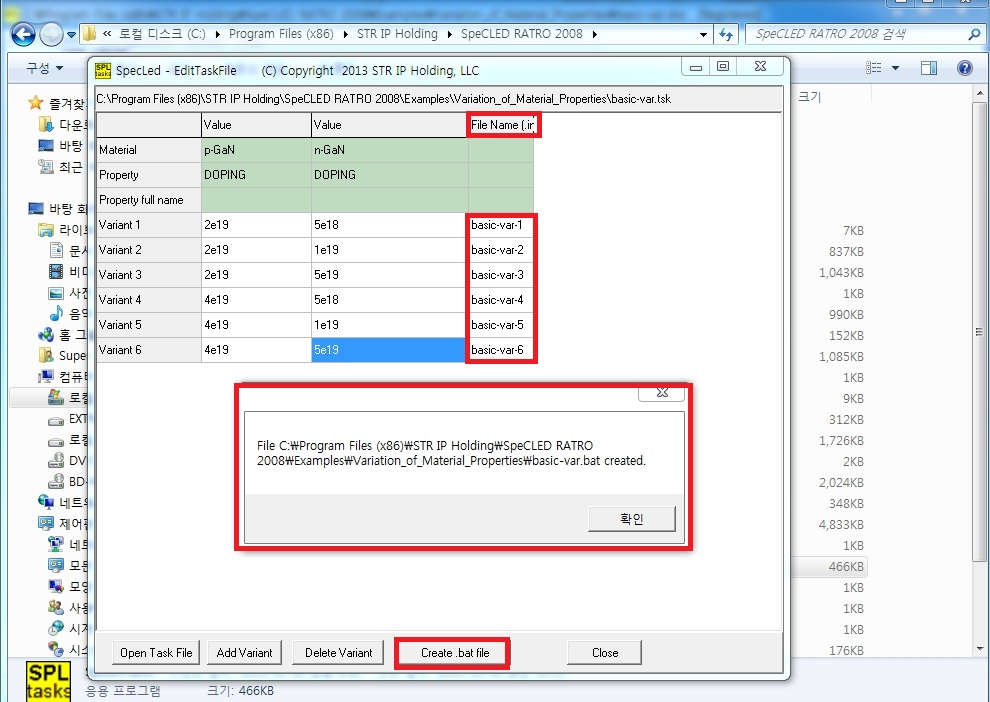 « 로컬 디스크 (C:) ▸ Program Files (x86) ▸ STR IP Holding ▸ SpeCLED RATRO 2008 ▸
SpeCLED RATRO 2008 검색
구성
SPL tasks
SpecLed - EditTaskFile (C) Copyright 2013 STR IP Holding, LLC
C:\Program Files (x86)\STR IP Holding\SpeCLED RATRO 2008\Examples\Variation_of_Material_Properties\basic-var.tsk
크기
Value Value File Name (.ir
Material p-GaN n-GaN
Property DOPING DOPING
Property full name
Variant 1 2e19 5e18 basic-var-1
Variant 2 2e19 1e19 basic-var-2
Variant 3 2e19 5e19 basic-var-3
Variant 4 4e19 5e18 basic-var-4
Variant 5 4e19 1e19 basic-var-5
Variant 6 4e19 5e19 basic-var-6
File C:₩Program Files (x86)₩STR IP Holding₩SpeCLED RATRO
2008₩Examples₩Variation_of_Material_Properties₩basic-var.bat created.
확인
Open Task File Add Variant Delete Variant Create .bat file Close
즐겨찾
다운
바탕
최근
바탕 화
라이
문서
비디
사진
음악
홈 그
Supe
컴퓨터
로컬
EXT
로컬
DV
BD-
네트워
제어판
네트
모든
모양
사용
시계
시스
7KB
837KB
1,043KB
1KB
990KB
152KB
1,085KB
1KB
9KB
312KB
1,726KB
2KB
2,024KB
348KB
4,833KB
1KB
466KB
1KB
1KB
1KB
176KB
SPL
tasks
응용 프로그램 크기: 466KB